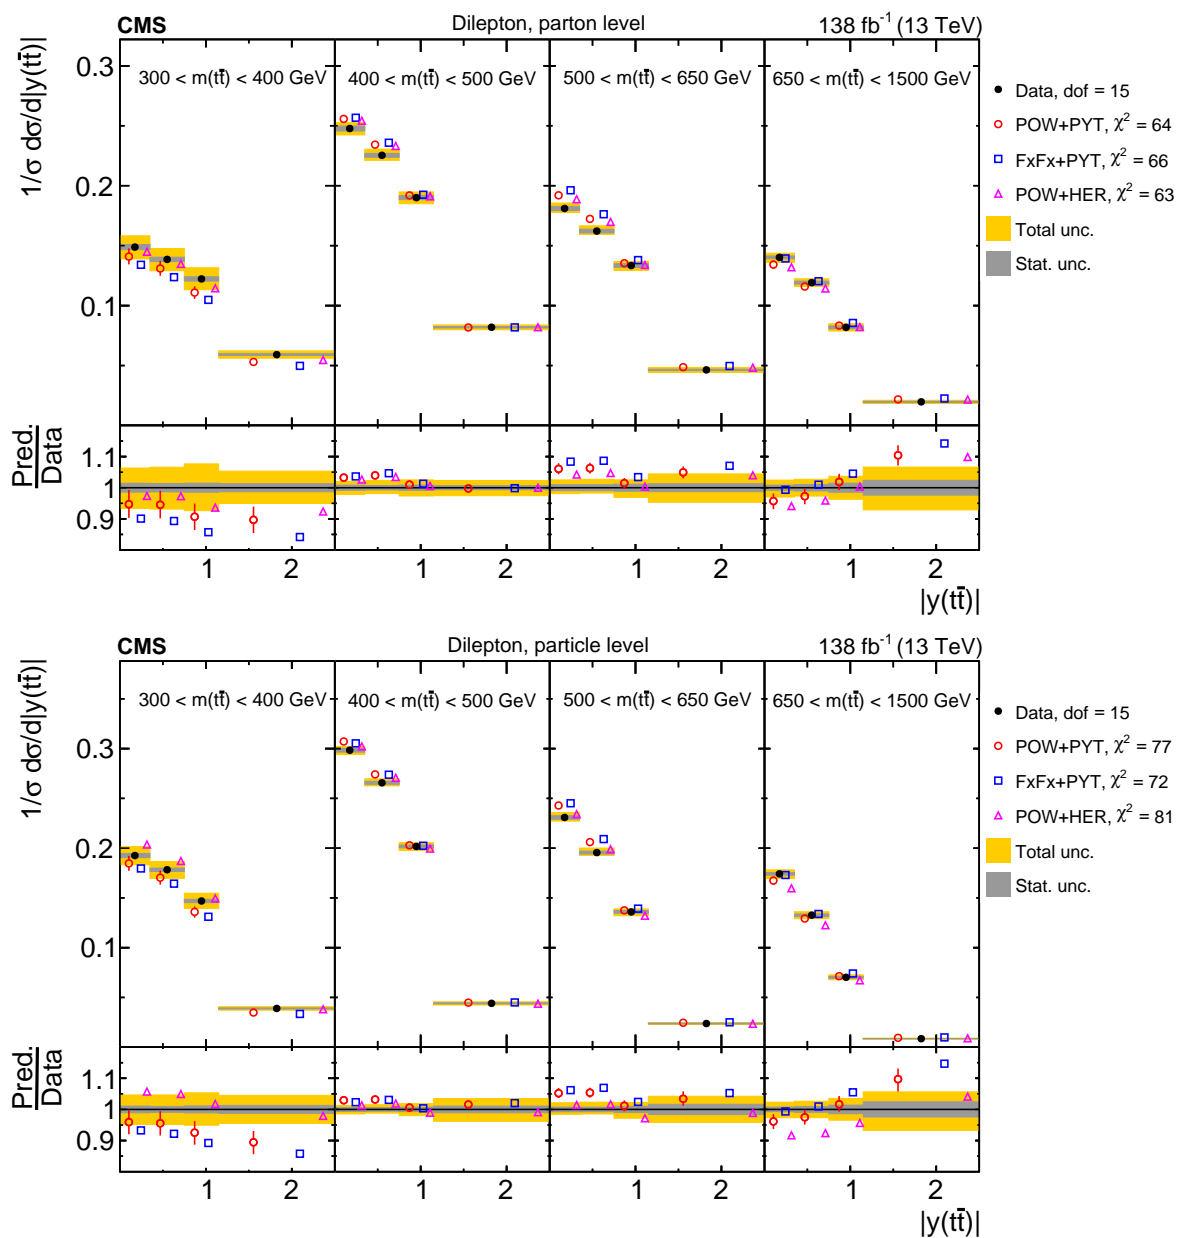 CMS Dilepton, parton level 138 fb⁻¹ (13 TeV)
1/σ dσ/d|y(tt̄)|
300 < m(tt̄) < 400 GeV 400 < m(tt̄) < 500 GeV 500 < m(tt̄) < 650 GeV 650 < m(tt̄) < 1500 GeV
0.3
0.2
0.1
Data, dof = 15
POW+PYT, χ² = 64
FxFx+PYT, χ² = 66
POW+HER, χ² = 63
Total unc.
Stat. unc.
Pred.
Data
1.1
1
0.9
1 2 1 2 1 2 1 2
|y(tt̄)|
CMS Dilepton, particle level 138 fb⁻¹ (13 TeV)
1/σ dσ/d|y(tt̄)|
300 < m(tt̄) < 400 GeV 400 < m(tt̄) < 500 GeV 500 < m(tt̄) < 650 GeV 650 < m(tt̄) < 1500 GeV
0.3
0.2
0.1
Data, dof = 15
POW+PYT, χ² = 77
FxFx+PYT, χ² = 72
POW+HER, χ² = 81
Total unc.
Stat. unc.
Pred.
Data
1.1
1
0.9
1 2 1 2 1 2 1 2
|y(tt̄)|